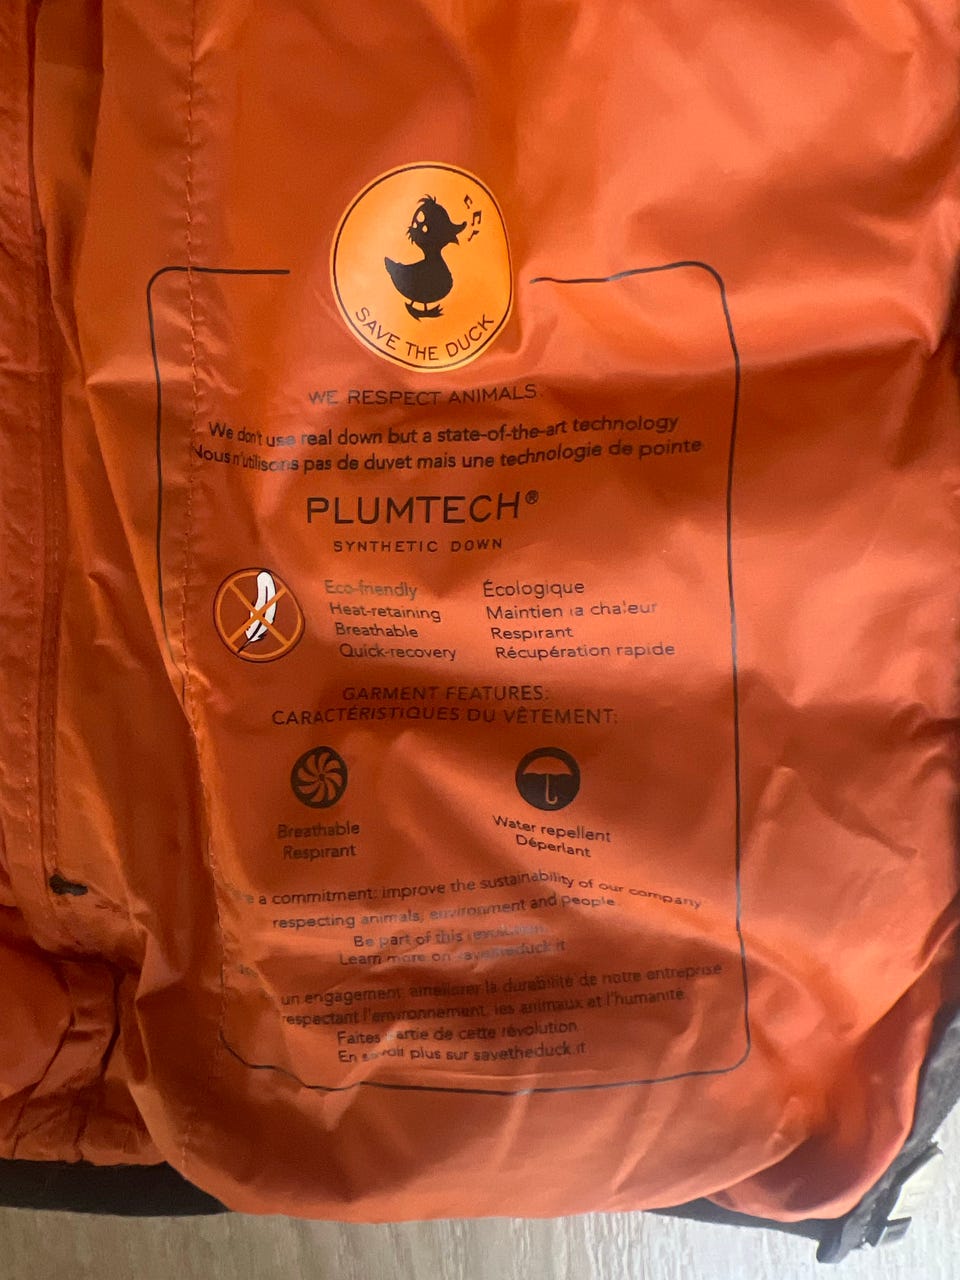 SAVE THE DUCK
WE RESPECT ANIMALS.
We don't use real down but a state-of-the-art technology
Nous n'utilisons pas de duvet mais une technologie de pointe
PLUMTECH®
SYNTHETIC DOWN
Eco-friendly Écologique
Heat-retaining Maintien la chaleur
Breathable Respirant
Quick-recovery Récupération rapide
GARMENT FEATURES:
CARACTÉRISTIQUES DU VÊTEMENT:
Breathable Water repellent
Respirant Déperlant
a commitment: improve the sustainability of our company
respecting animals, environment and people.
Be part of this revolution.
Learn more on savetheduck.it
un engagement: améliorer la durabilité de notre entreprise
respectant l'environnement, les animaux et l'humanité
Faites partie de cette révolution
En savoir plus sur savetheduck.it